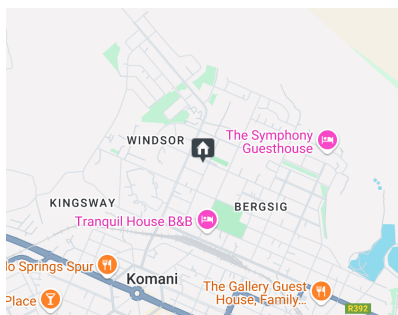 WINDSOR
The Symphony
Guesthouse
KINGSWAY
Tranquil House B&B
BERGSIG
lo Springs Spur
Komani
The Gallery Guest
House, Family...
Place
R392